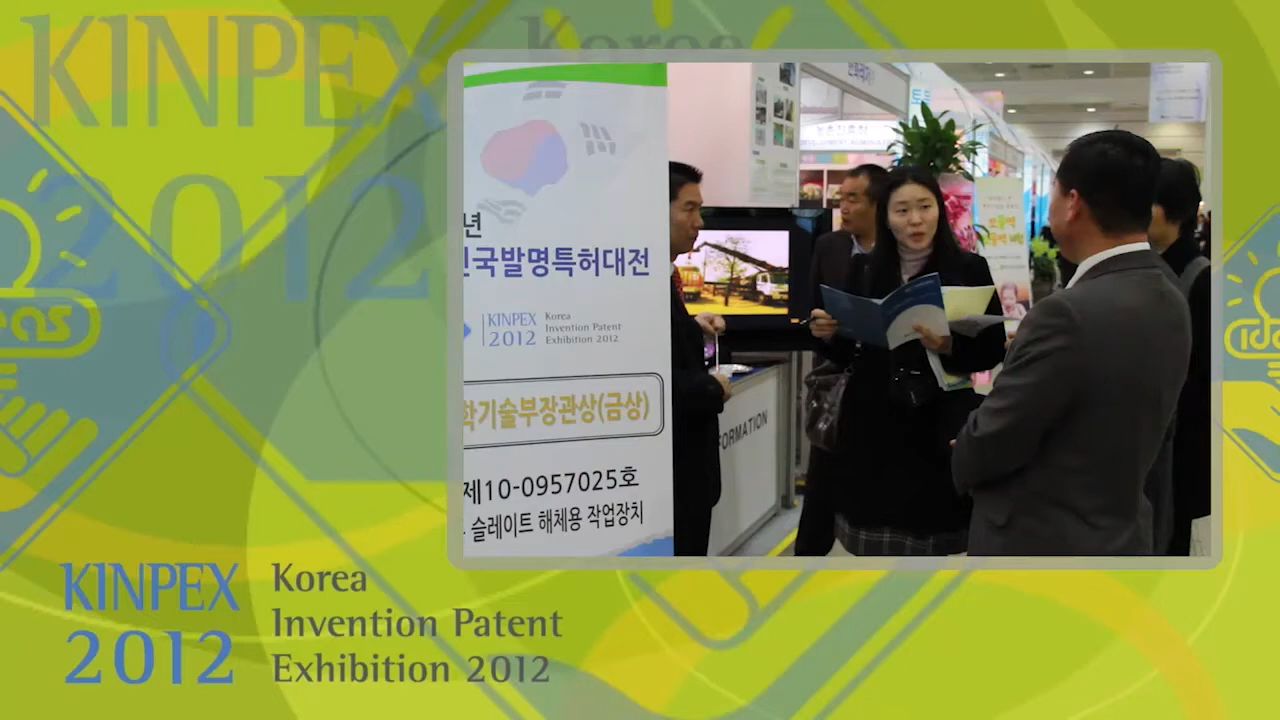 KINPEX
2012
Korea
년
국발명특허대전
KINPEX
2012
Korea
Invention Patent
Exhibition 2012
학기술부장관상(금상)
제10-0957025호
슬레이트 해체용 작업장치
FORMATION
KINPEX
2012
Korea
Invention Patent
Exhibition 2012